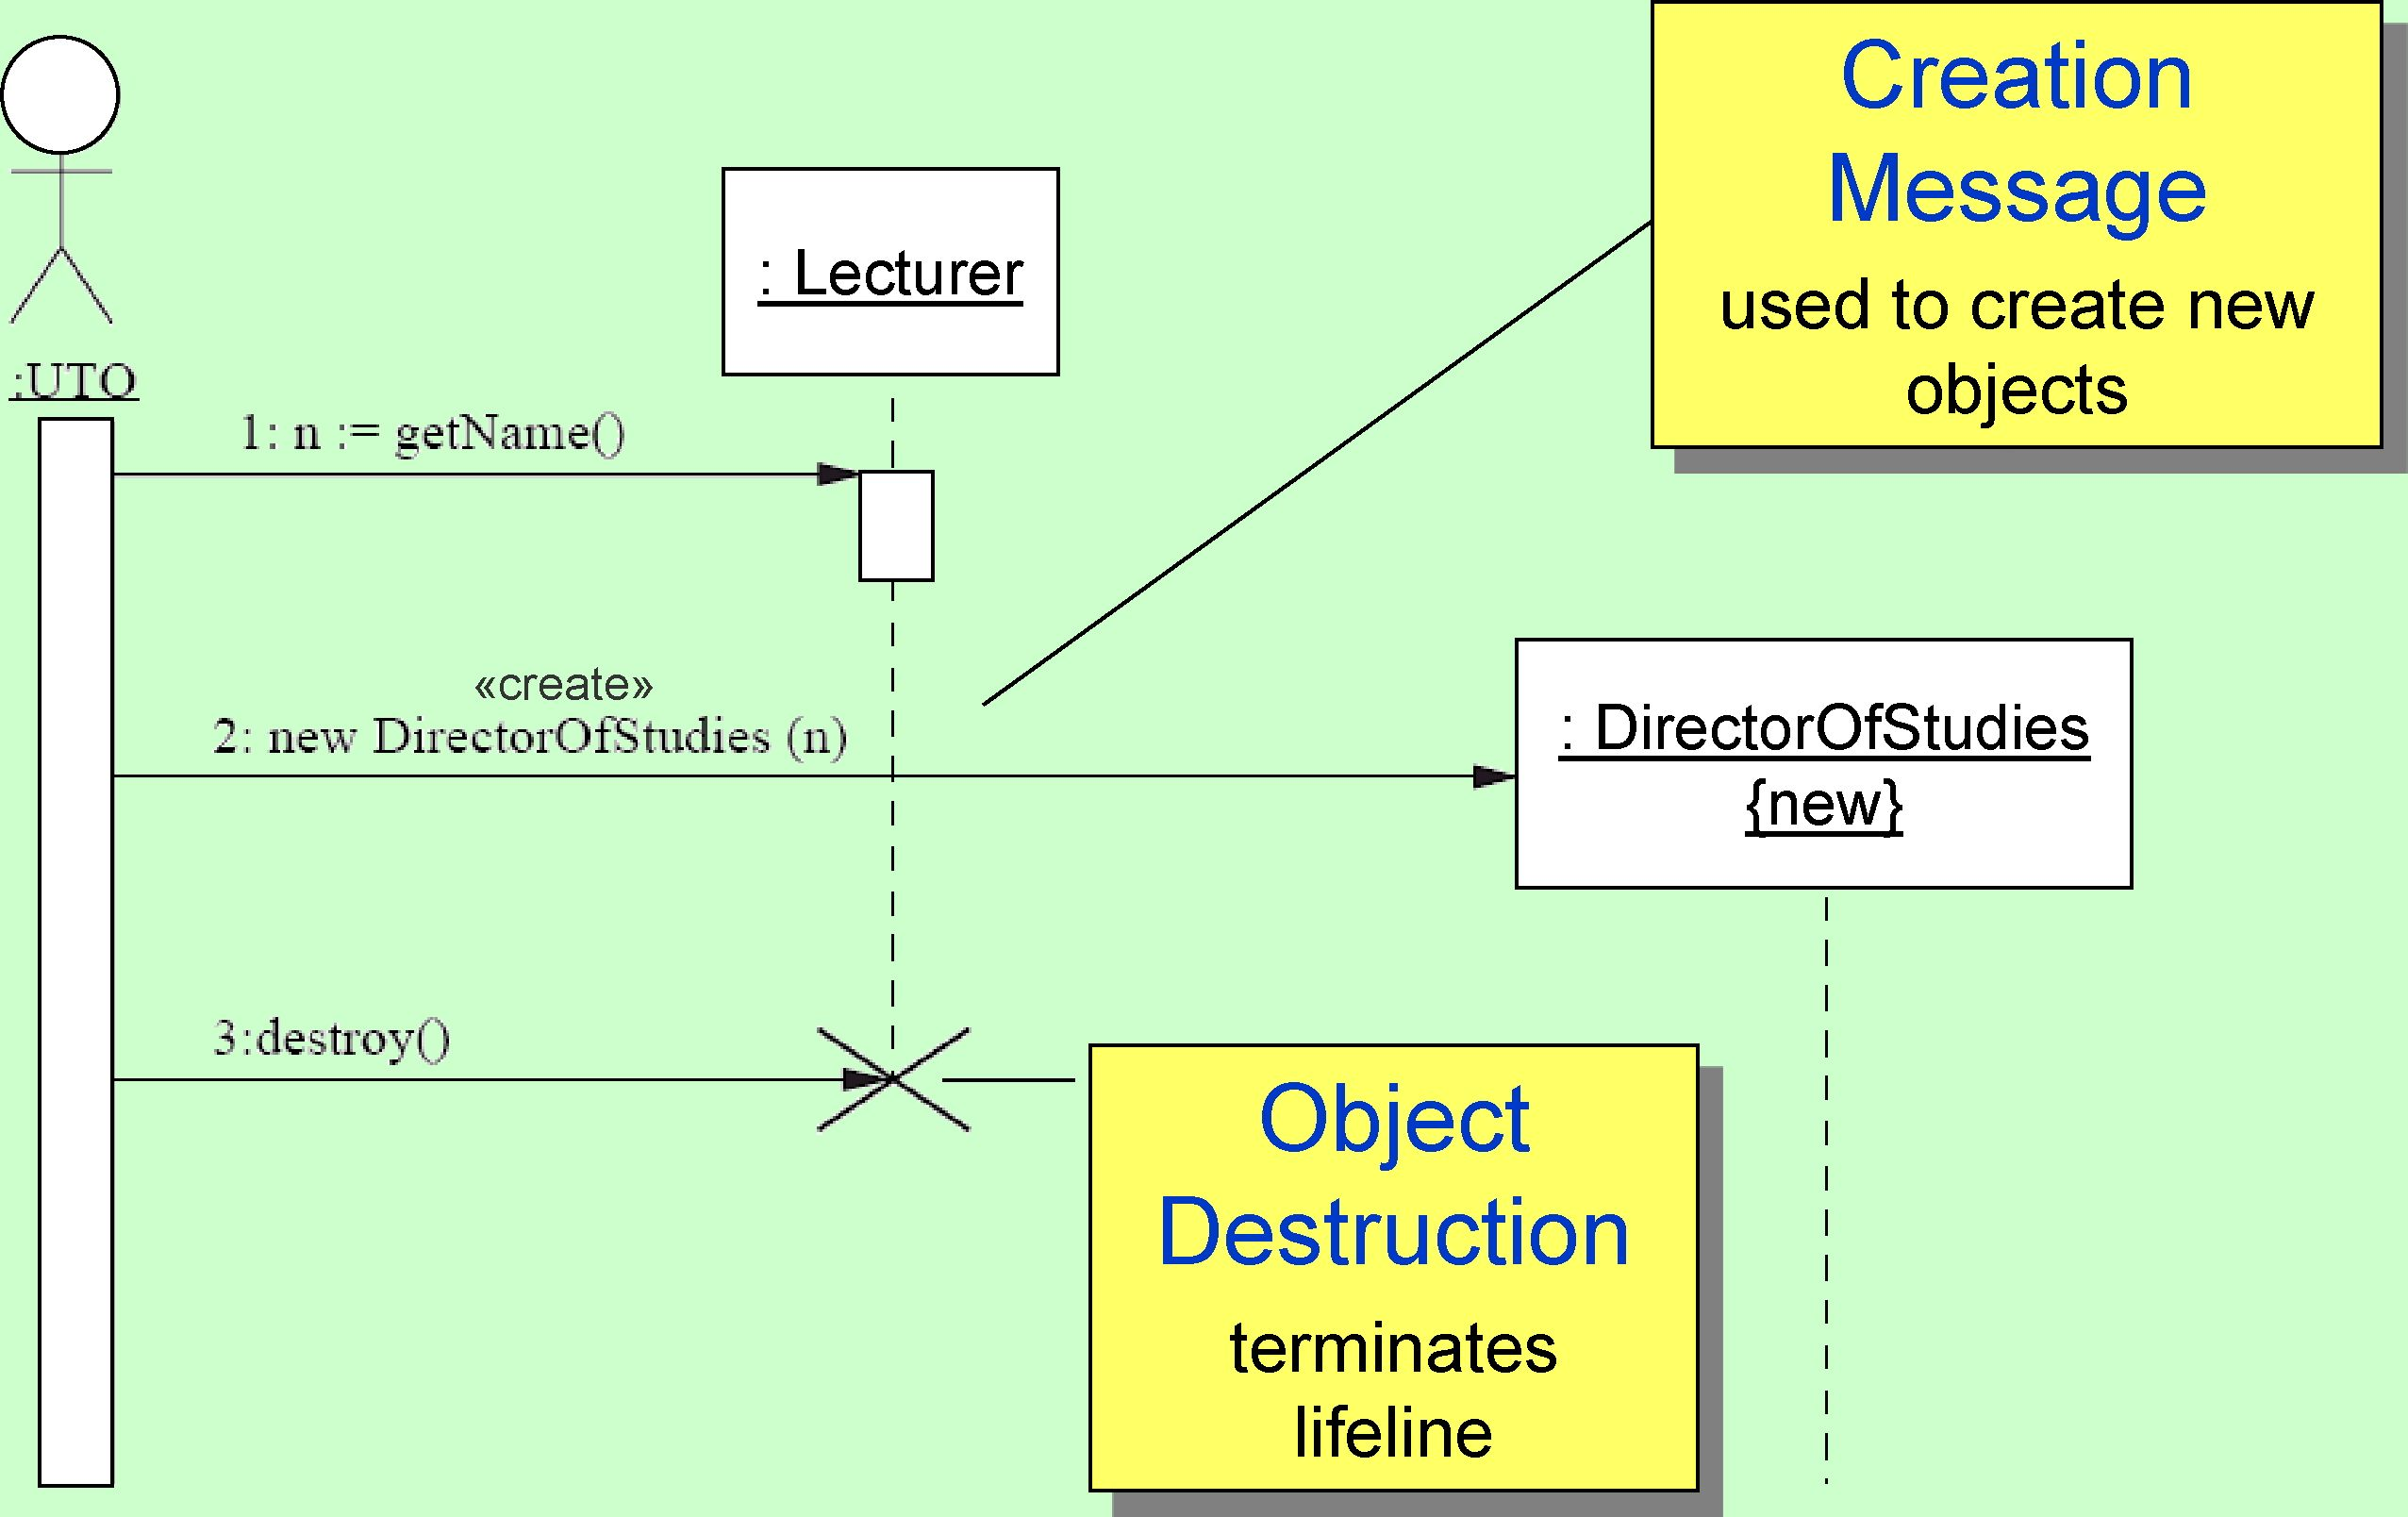 Creation
Message
used to create new
objects
: Lecturer
:UTO
1: n := getName()
«create»
2: new DirectorOfStudies (n)
: DirectorOfStudies
{new}
3:destroy()
Object
Destruction
terminates
lifeline